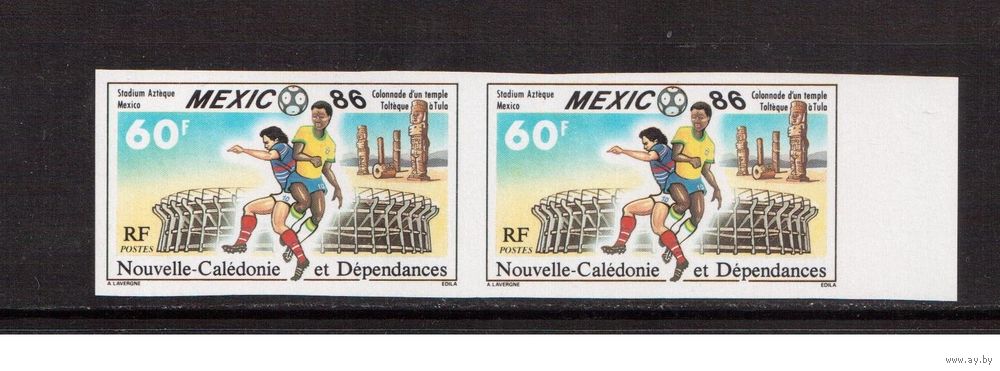 Stadium Aztèque
Mexico
MEXICO 86
Colonnade d'un temple
Toltèque à Tula
60F
10
RF
POSTES
Nouvelle-Calédonie et Dépendances
A. LAVERGNE
EDILA
Stadium Aztèque
Mexico
MEXICO 86
Colonnade d'un temple
Toltèque à Tula
60F
10
RF
POSTES
Nouvelle-Calédonie et Dépendances
A. LAVERGNE
EDILA
www.ay.by